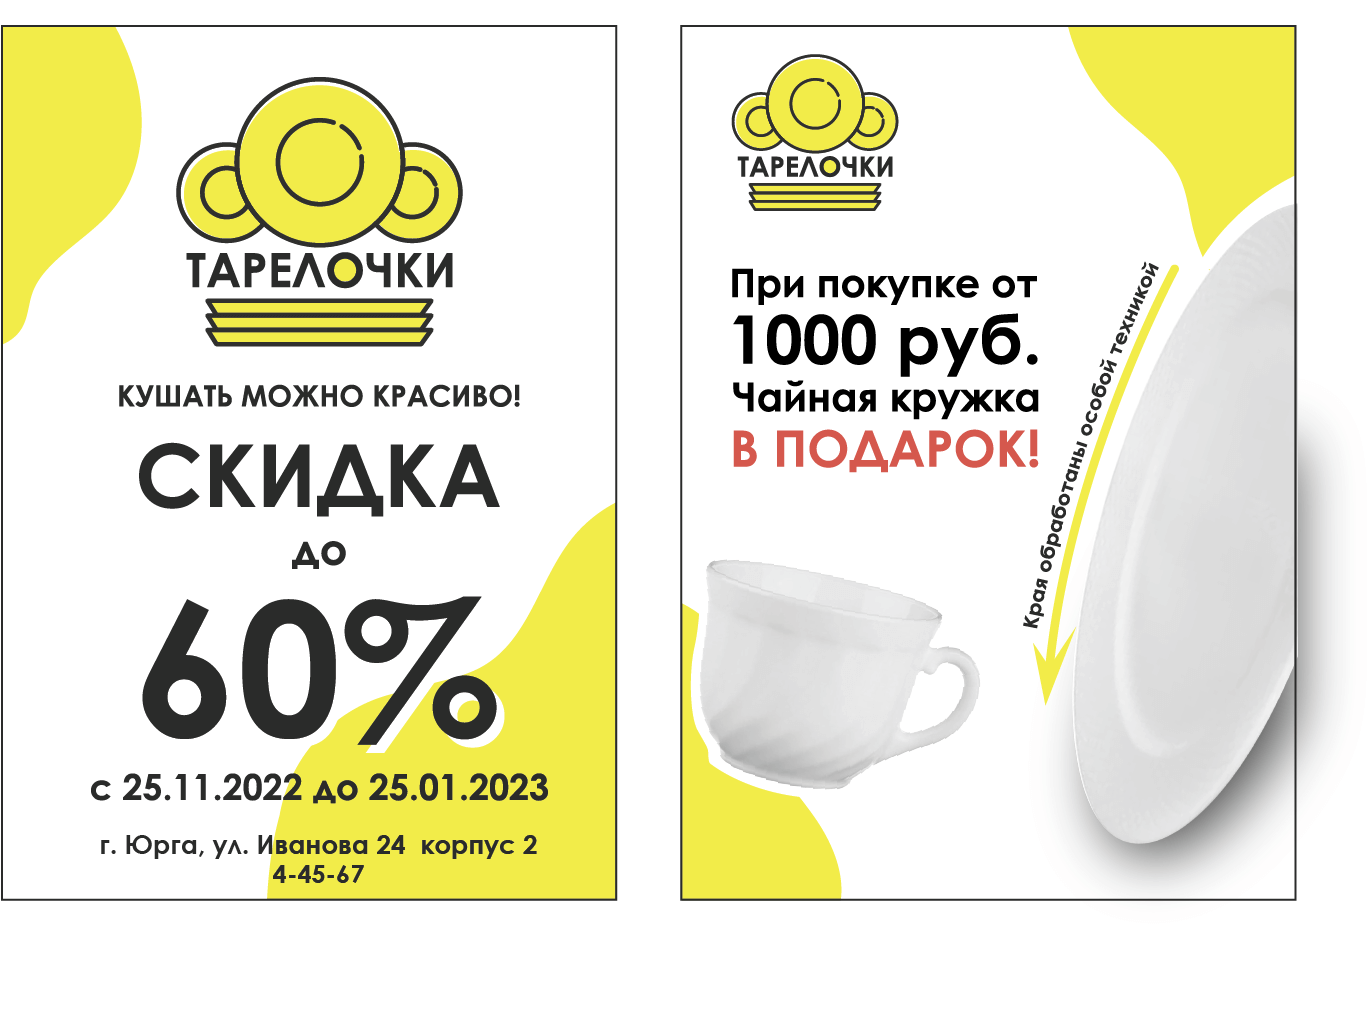 ТАРЕЛОЧКИ
КУШАТЬ МОЖНО КРАСИВО!
СКИДКА
до
60%
с 25.11.2022 до 25.01.2023
г. Юрга, ул. Иванова 24 корпус 2
4-45-67
ТАРЕЛОЧКИ
При покупке от
1000 руб.
Чайная кружка
В ПОДАРОК!
Края обработаны особой техникой